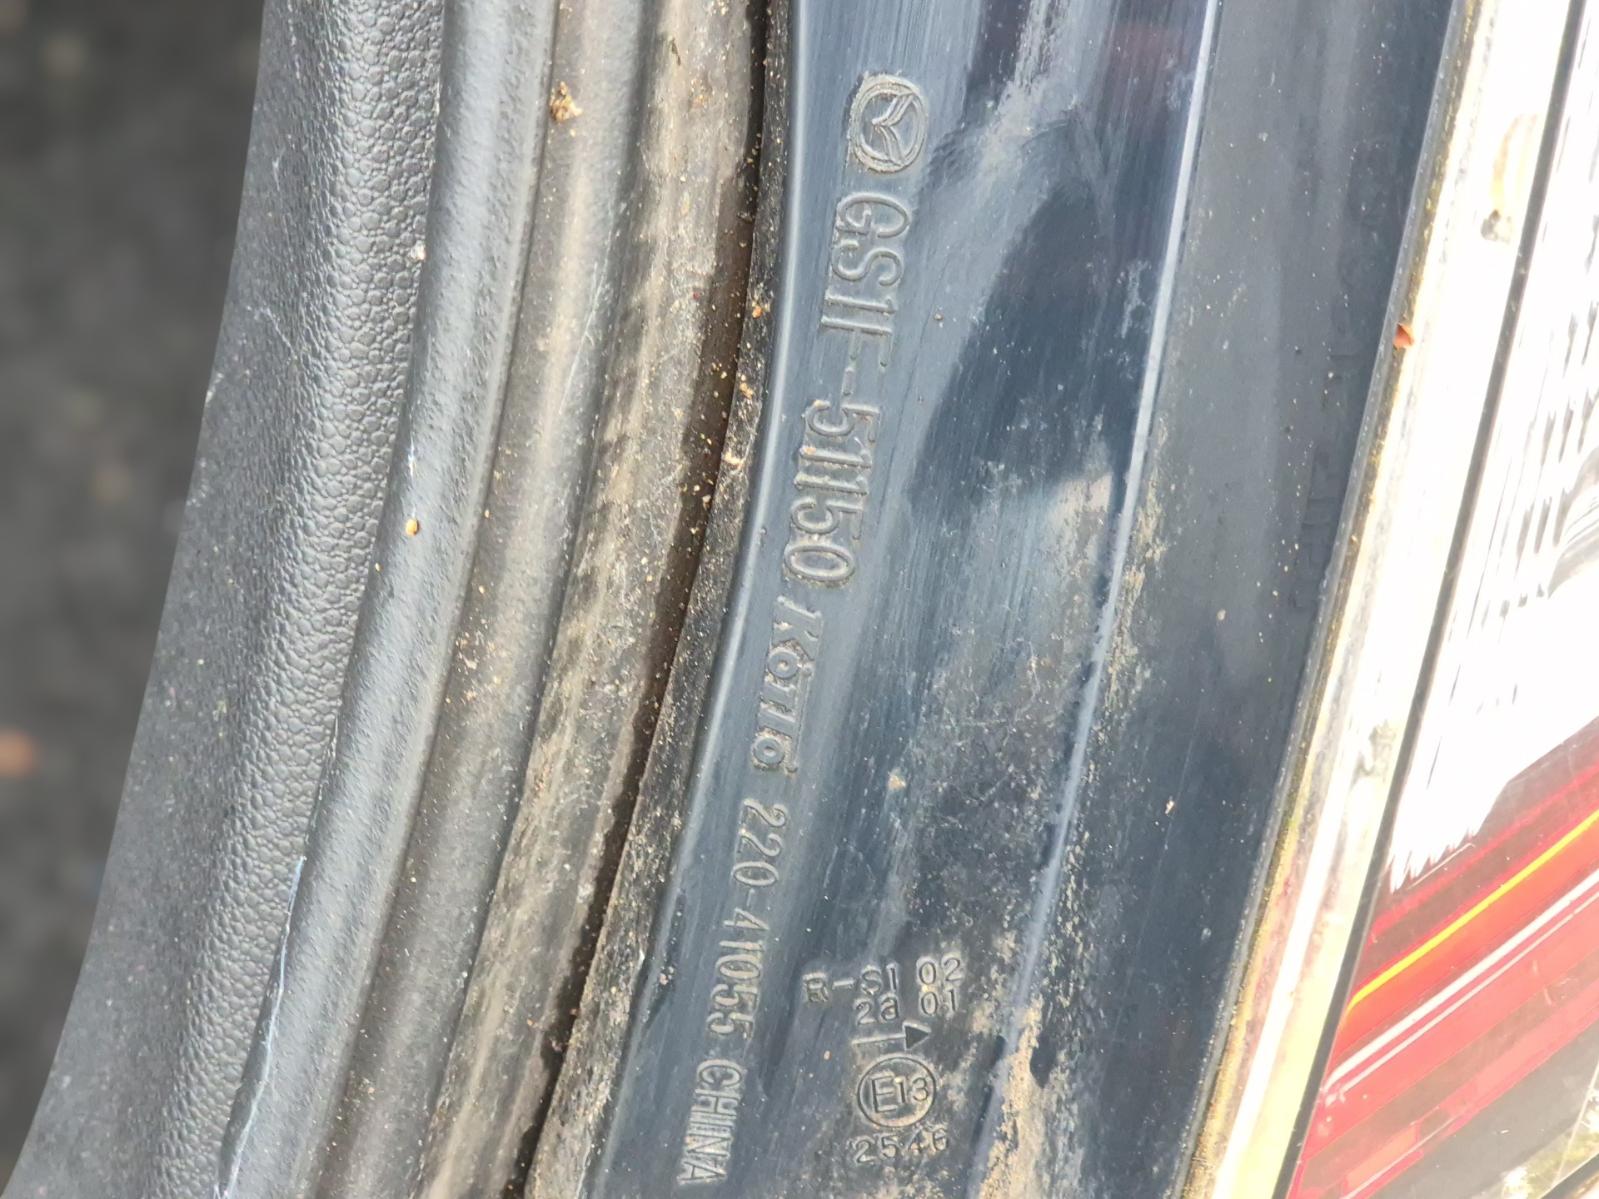 GS1F-51150 KOITO 220-41055 CHINA
R-S1 02
2a 01
E13
2546